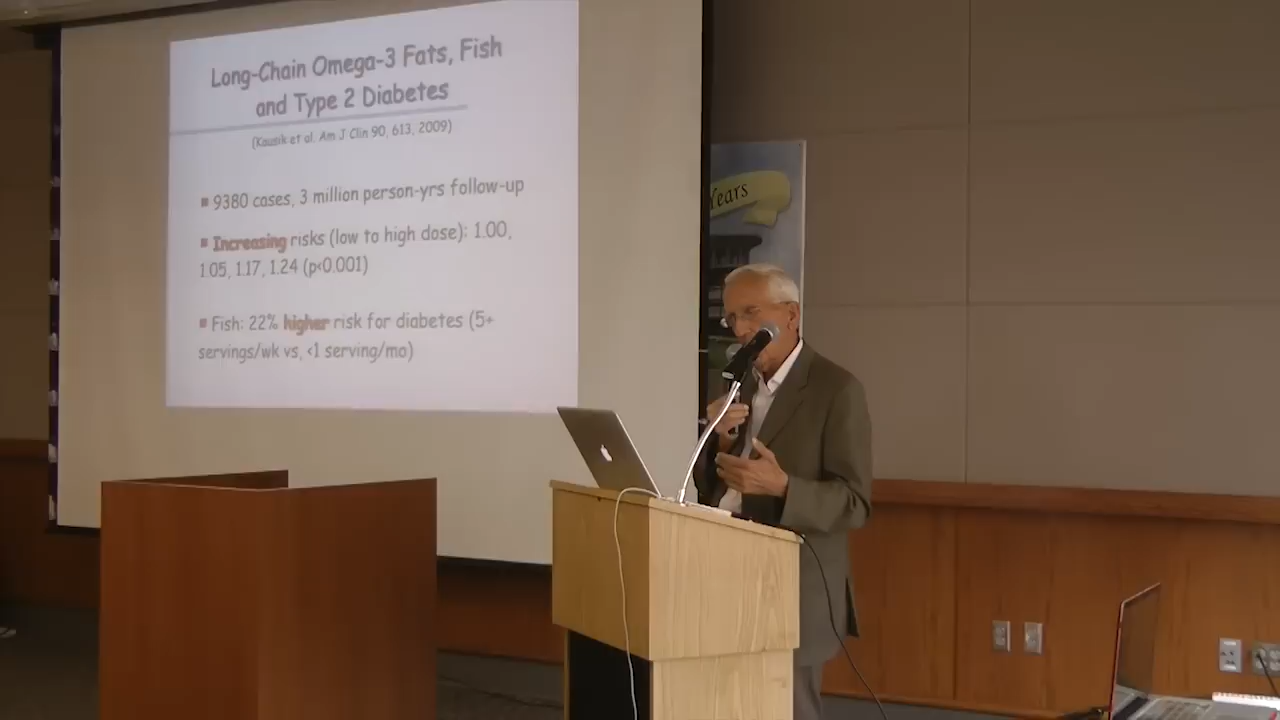 Long-Chain Omega-3 Fats, Fish
and Type 2 Diabetes
(Kausik et al. Am J Clin 90, 613, 2009)
▪ 9380 cases, 3 million person-yrs follow-up
▪ Increasing risks (low to high dose): 1.00,
1.05, 1.17, 1.24 (p<0.001)
▪ Fish: 22% higher risk for diabetes (5+
servings/wk vs, <1 serving/mo)
Years